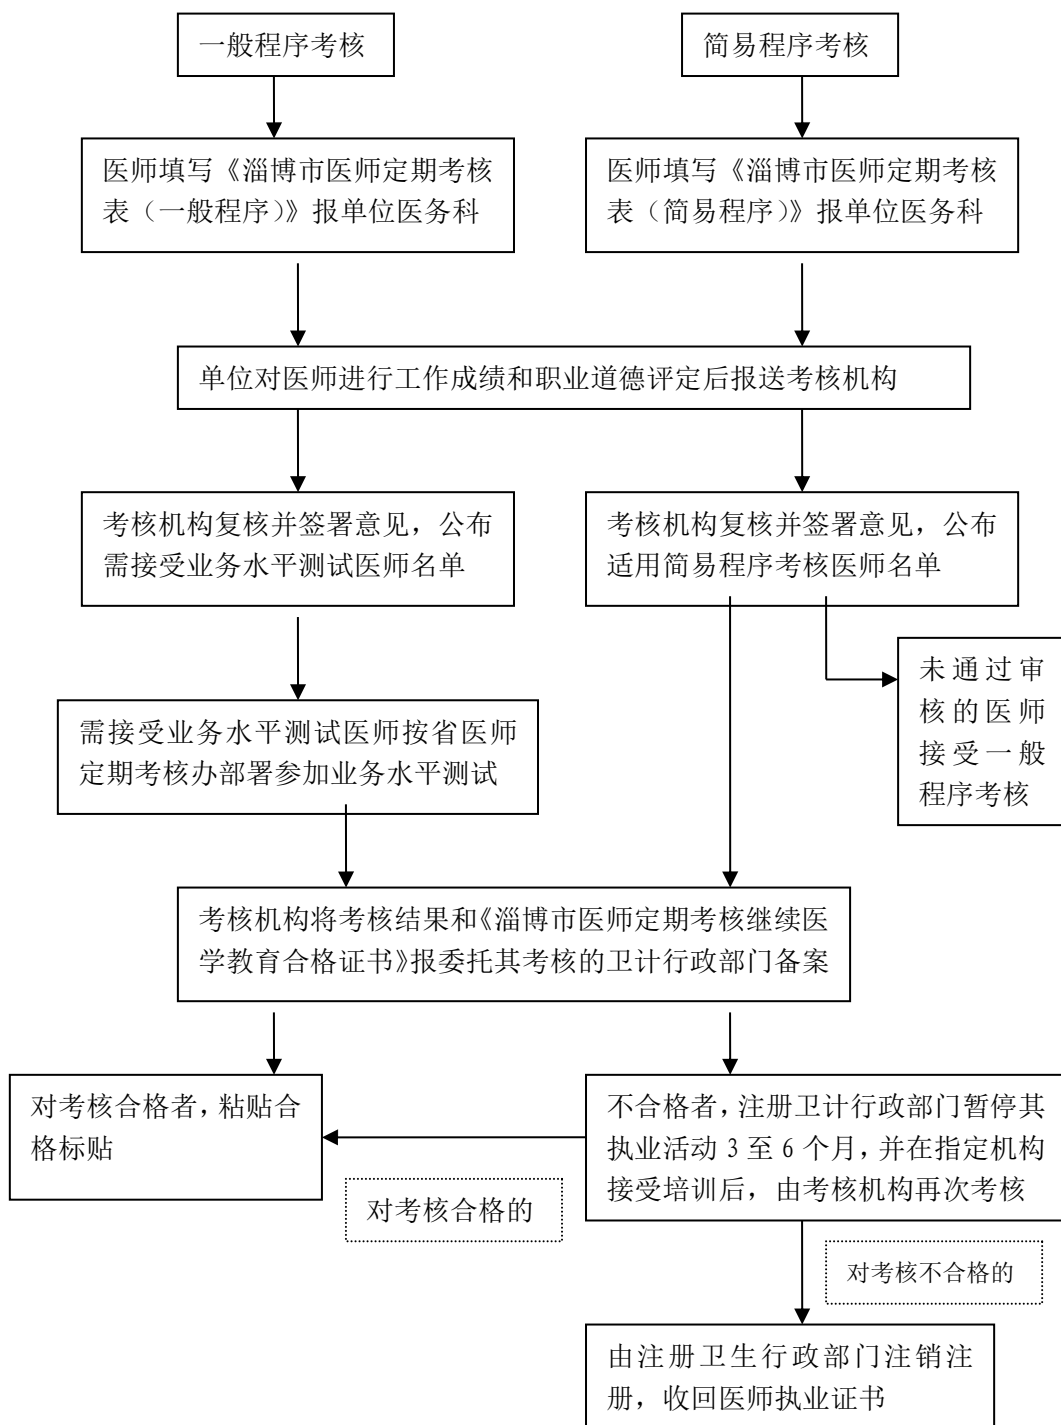 一般程序考核
简易程序考核
医师填写《淄博市医师定期考核
表（一般程序）》报单位医务科
医师填写《淄博市医师定期考核
表（简易程序）》报单位医务科
单位对医师进行工作成绩和职业道德评定后报送考核机构
考核机构复核并签署意见，公布
需接受业务水平测试医师名单
考核机构复核并签署意见，公布
适用简易程序考核医师名单
未通过审
核的医师
接受一般
程序考核
需接受业务水平测试医师按省医师
定期考核办部署参加业务水平测试
考核机构将考核结果和《淄博市医师定期考核继续医
学教育合格证书》报委托其考核的卫计行政部门备案
对考核合格者，粘贴合
格标贴
不合格者，注册卫计行政部门暂停其
执业活动 3 至 6 个月，并在指定机构
接受培训后，由考核机构再次考核
对考核合格的
对考核不合格的
由注册卫生行政部门注销注
册，收回医师执业证书